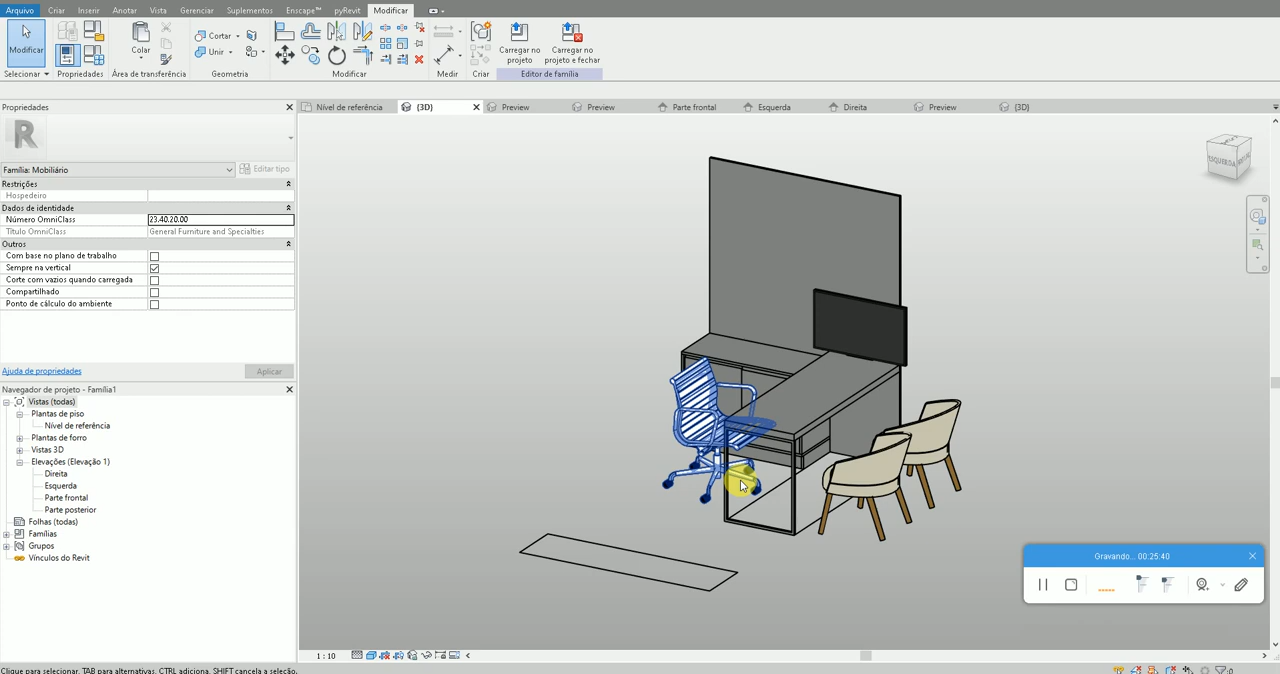 Arquivo Criar Inserir Anotar Vista Gerenciar Suplementos Enscape™ pyRevit Modificar
Modificar
Colar
Cortar
Unir
Carregar no
projeto
Carregar no
projeto e fechar
Selecionar Propriedades Área de transferência Geometria Modificar Medir Criar Editor de família
Propriedades
Nível de referência {3D} Preview Preview Parte frontal Esquerda Direita Preview {3D}
Família: Mobiliário
Editar tipo
Restrições
Hospedeiro
Dados de identidade
Número OmniClass 23.40.20.00
Título OmniClass General Furniture and Specialties
Outros
Com base no plano de trabalho
Sempre na vertical
Corte com vazios quando carregada
Compartilhado
Ponto de cálculo do ambiente
Ajuda de propriedades Aplicar
Navegador de projeto - Família1
Vistas (todas)
Plantas de piso
Nível de referência
Plantas de forro
Vistas 3D
Elevações (Elevação 1)
Direita
Esquerda
Parte frontal
Parte posterior
Folhas (todas)
Famílias
Grupos
Vínculos do Revit
ESQUERDA
Gravando... 00:25:40
1 : 10
Clique para selecionar, TAB para alternativas, CTRL adiciona, SHIFT cancela a seleção.
:0